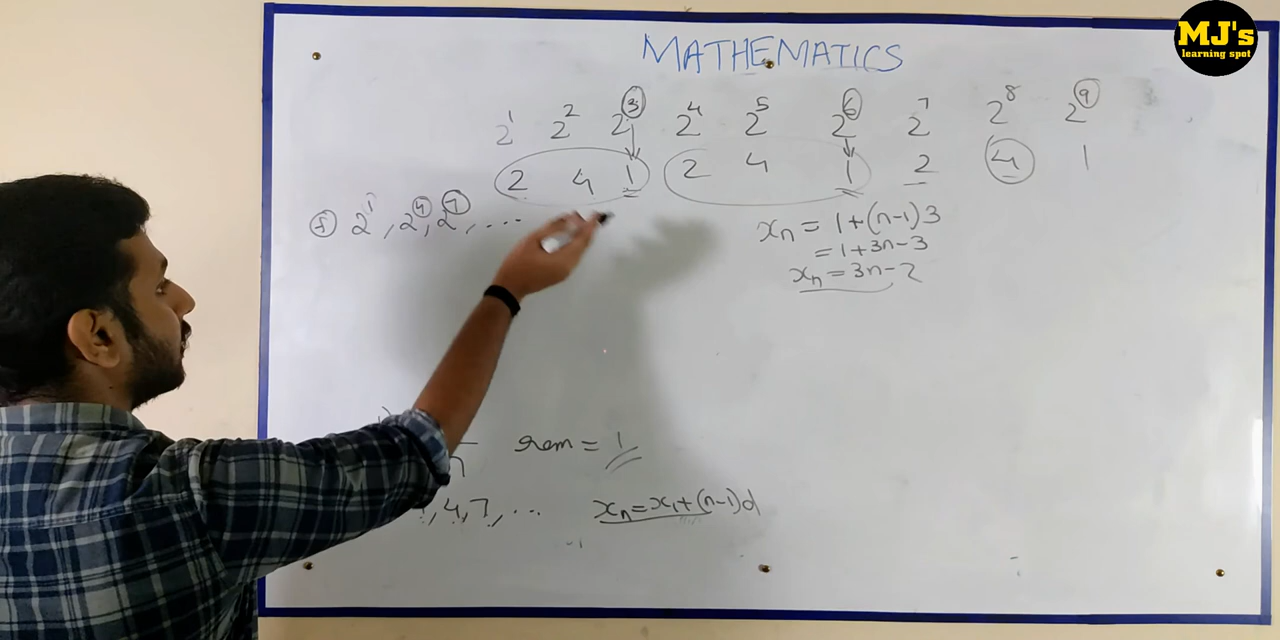 MJ's
learning spot
MATHEMATICS
2¹ 2² 2³ 2⁴ 2⁵ 2⁶ 2⁷ 2⁸ 2⁹
2 4 1 2 4 1 2 4 1
2¹, 2⁴, 2⁷, ...
xₙ = 1+(n-1)3
= 1+3n-3
xₙ = 3n-2
rem = 1
,4,7, ... xₙ=x₁+(n-1)d